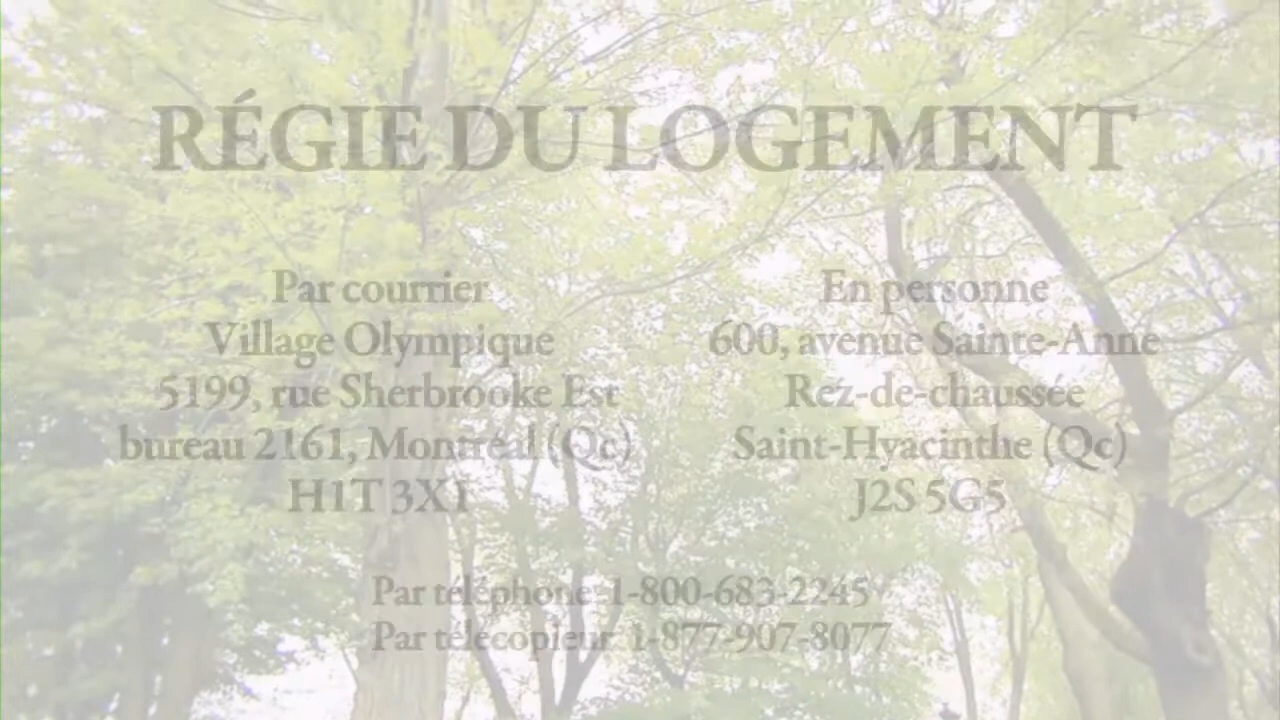 RÉGIE DU LOGEMENT
Par courrier
Village Olympique
5199, rue Sherbrooke Est
bureau 2161, Montréal (Qc)
H1T 3X1
En personne
600, avenue Sainte-Anne
Rez-de-chaussée
Saint-Hyacinthe (Qc)
J2S 5G5
Par téléphone 1-800-683-2245
Par télécopieur 1-877-907-8077